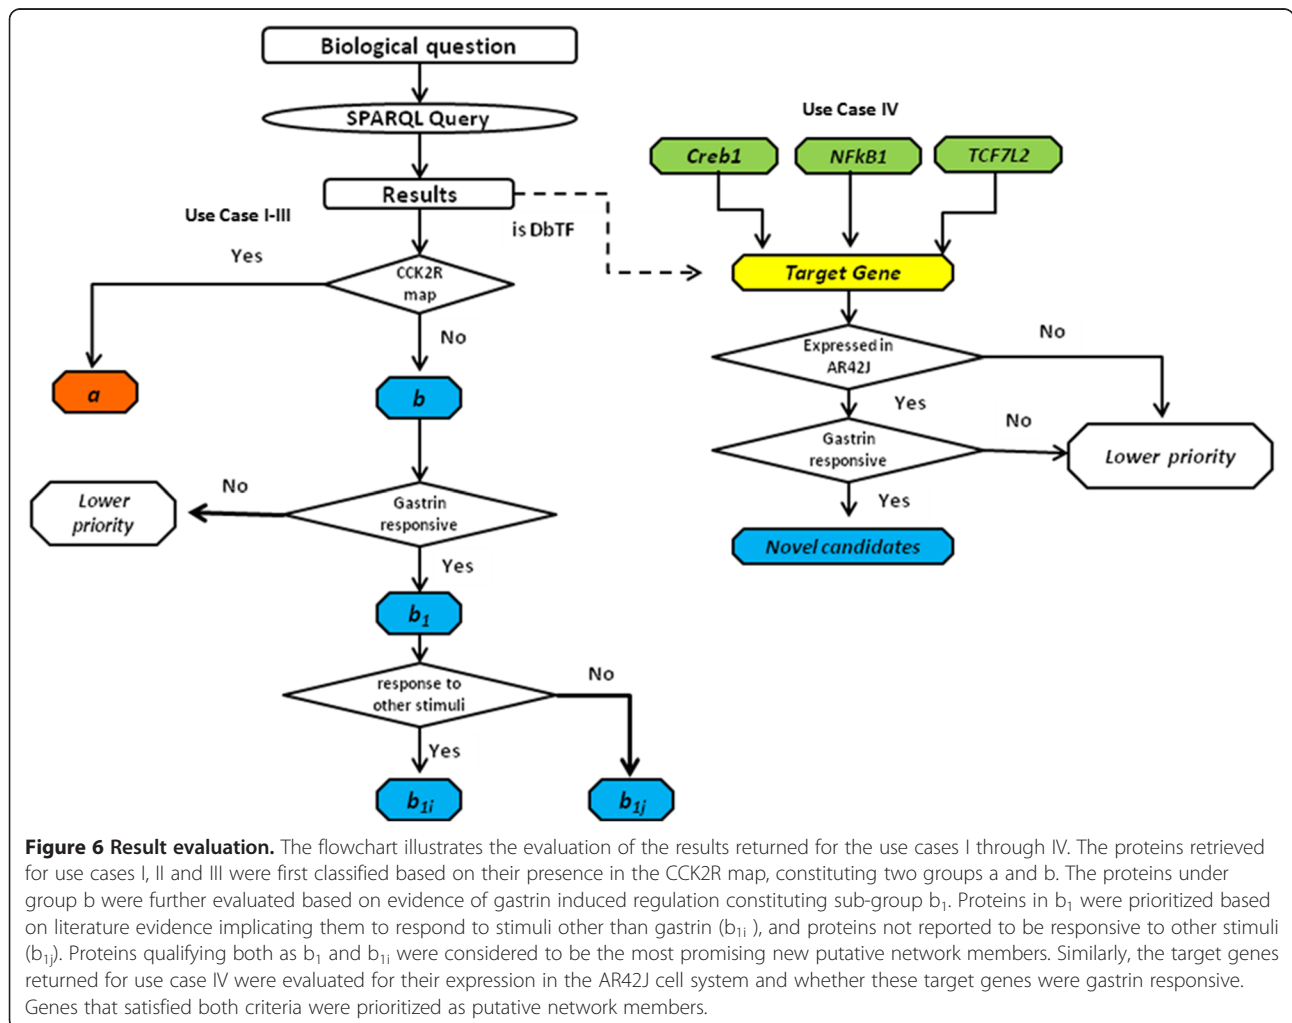 Biological question
SPARQL Query
Results
Use Case I-III
is DbTF
Yes
CCK2R
map
No
a
b
No
Lower
priority
Gastrin
responsive
Yes
b1
response to
other stimuli
No
Yes
b1i
b1j
Use Case IV
Creb1
NFkB1
TCF7L2
Target Gene
Expressed in
AR42J
No
Yes
Gastrin
responsive
No
Lower priority
Yes
Novel candidates
Figure 6 Result evaluation. The flowchart illustrates the evaluation of the results returned for the use cases I through IV. The proteins retrieved
for use cases I, II and III were first classified based on their presence in the CCK2R map, constituting two groups a and b. The proteins under
group b were further evaluated based on evidence of gastrin induced regulation constituting sub-group b1. Proteins in b1 were prioritized based
on literature evidence implicating them to respond to stimuli other than gastrin (b1i ), and proteins not reported to be responsive to other stimuli
(b1j). Proteins qualifying both as b1 and b1i were considered to be the most promising new putative network members. Similarly, the target genes
returned for use case IV were evaluated for their expression in the AR42J cell system and whether these target genes were gastrin responsive.
Genes that satisfied both criteria were prioritized as putative network members.